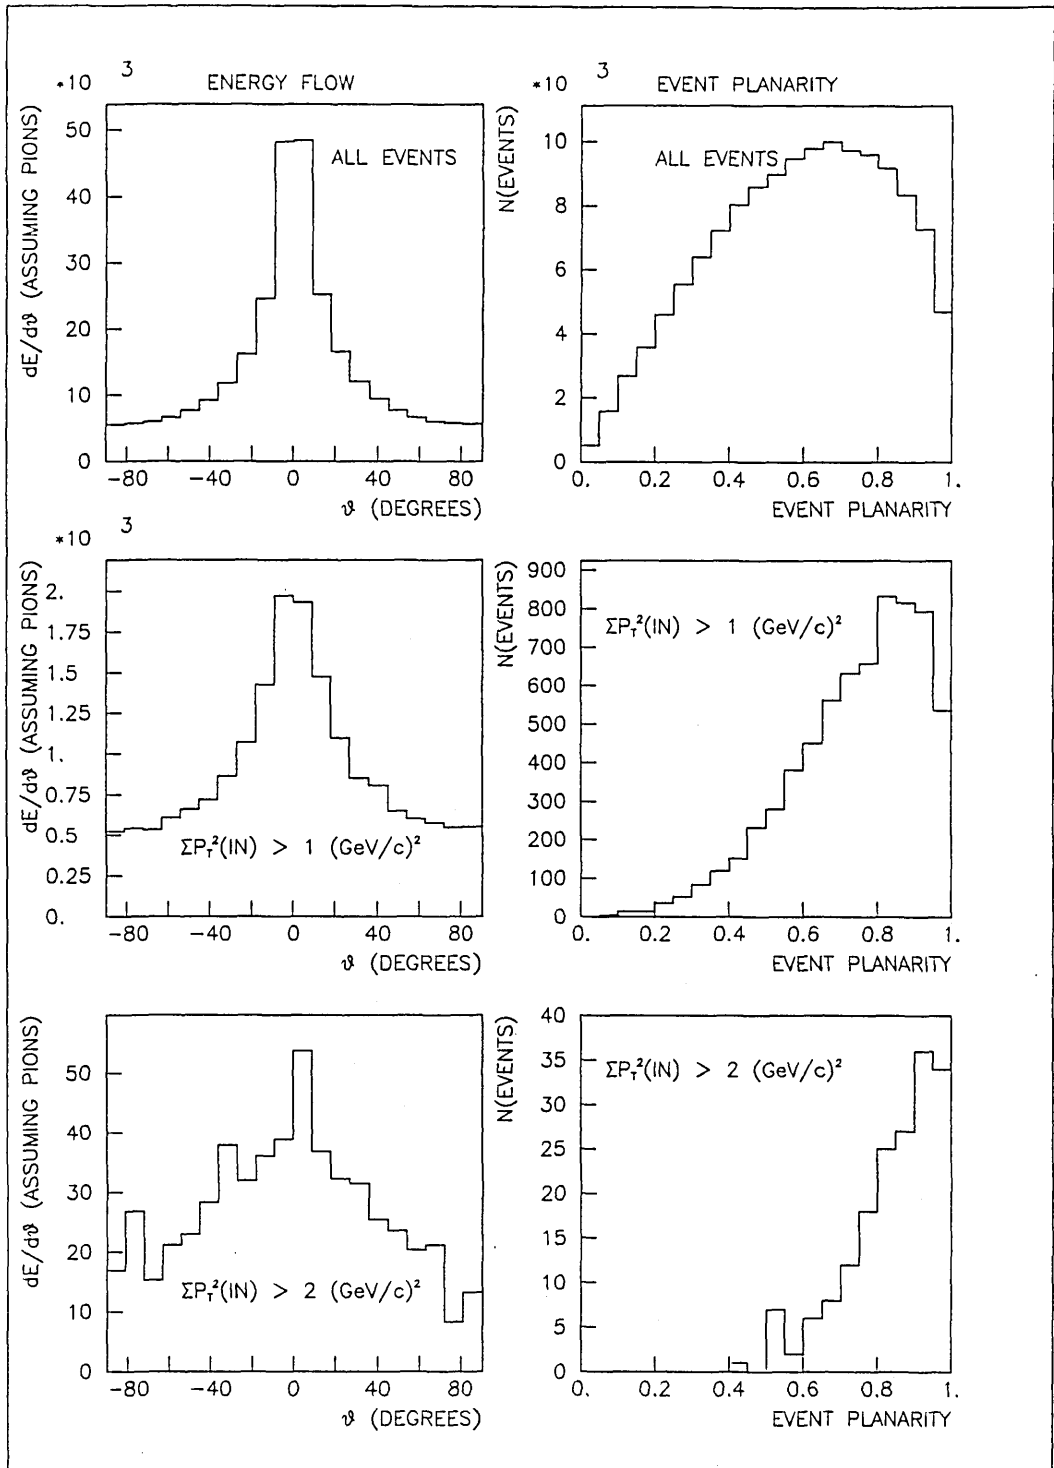 *10 3 ENERGY FLOW
dE/dϑ (ASSUMING PIONS)
50
40
30
20
10
0
ALL EVENTS
−80 −40 0 40 80
ϑ (DEGREES)
*10 3 EVENT PLANARITY
N(EVENTS)
10
8
6
4
2
0
ALL EVENTS
0. 0.2 0.4 0.6 0.8 1.
EVENT PLANARITY
*10 3
dE/dϑ (ASSUMING PIONS)
2.
1.75
1.5
1.25
1.
0.75
0.5
0.25
0.
ΣP_T²(IN) > 1 (GeV/c)²
−80 −40 0 40 80
ϑ (DEGREES)
N(EVENTS)
900
800
700
600
500
400
300
200
100
0
ΣP_T²(IN) > 1 (GeV/c)²
0. 0.2 0.4 0.6 0.8 1.
EVENT PLANARITY
dE/dϑ (ASSUMING PIONS)
50
40
30
20
10
0
ΣP_T²(IN) > 2 (GeV/c)²
−80 −40 0 40 80
ϑ (DEGREES)
N(EVENTS)
40
35
30
25
20
15
10
5
0
ΣP_T²(IN) > 2 (GeV/c)²
0. 0.2 0.4 0.6 0.8 1.
EVENT PLANARITY